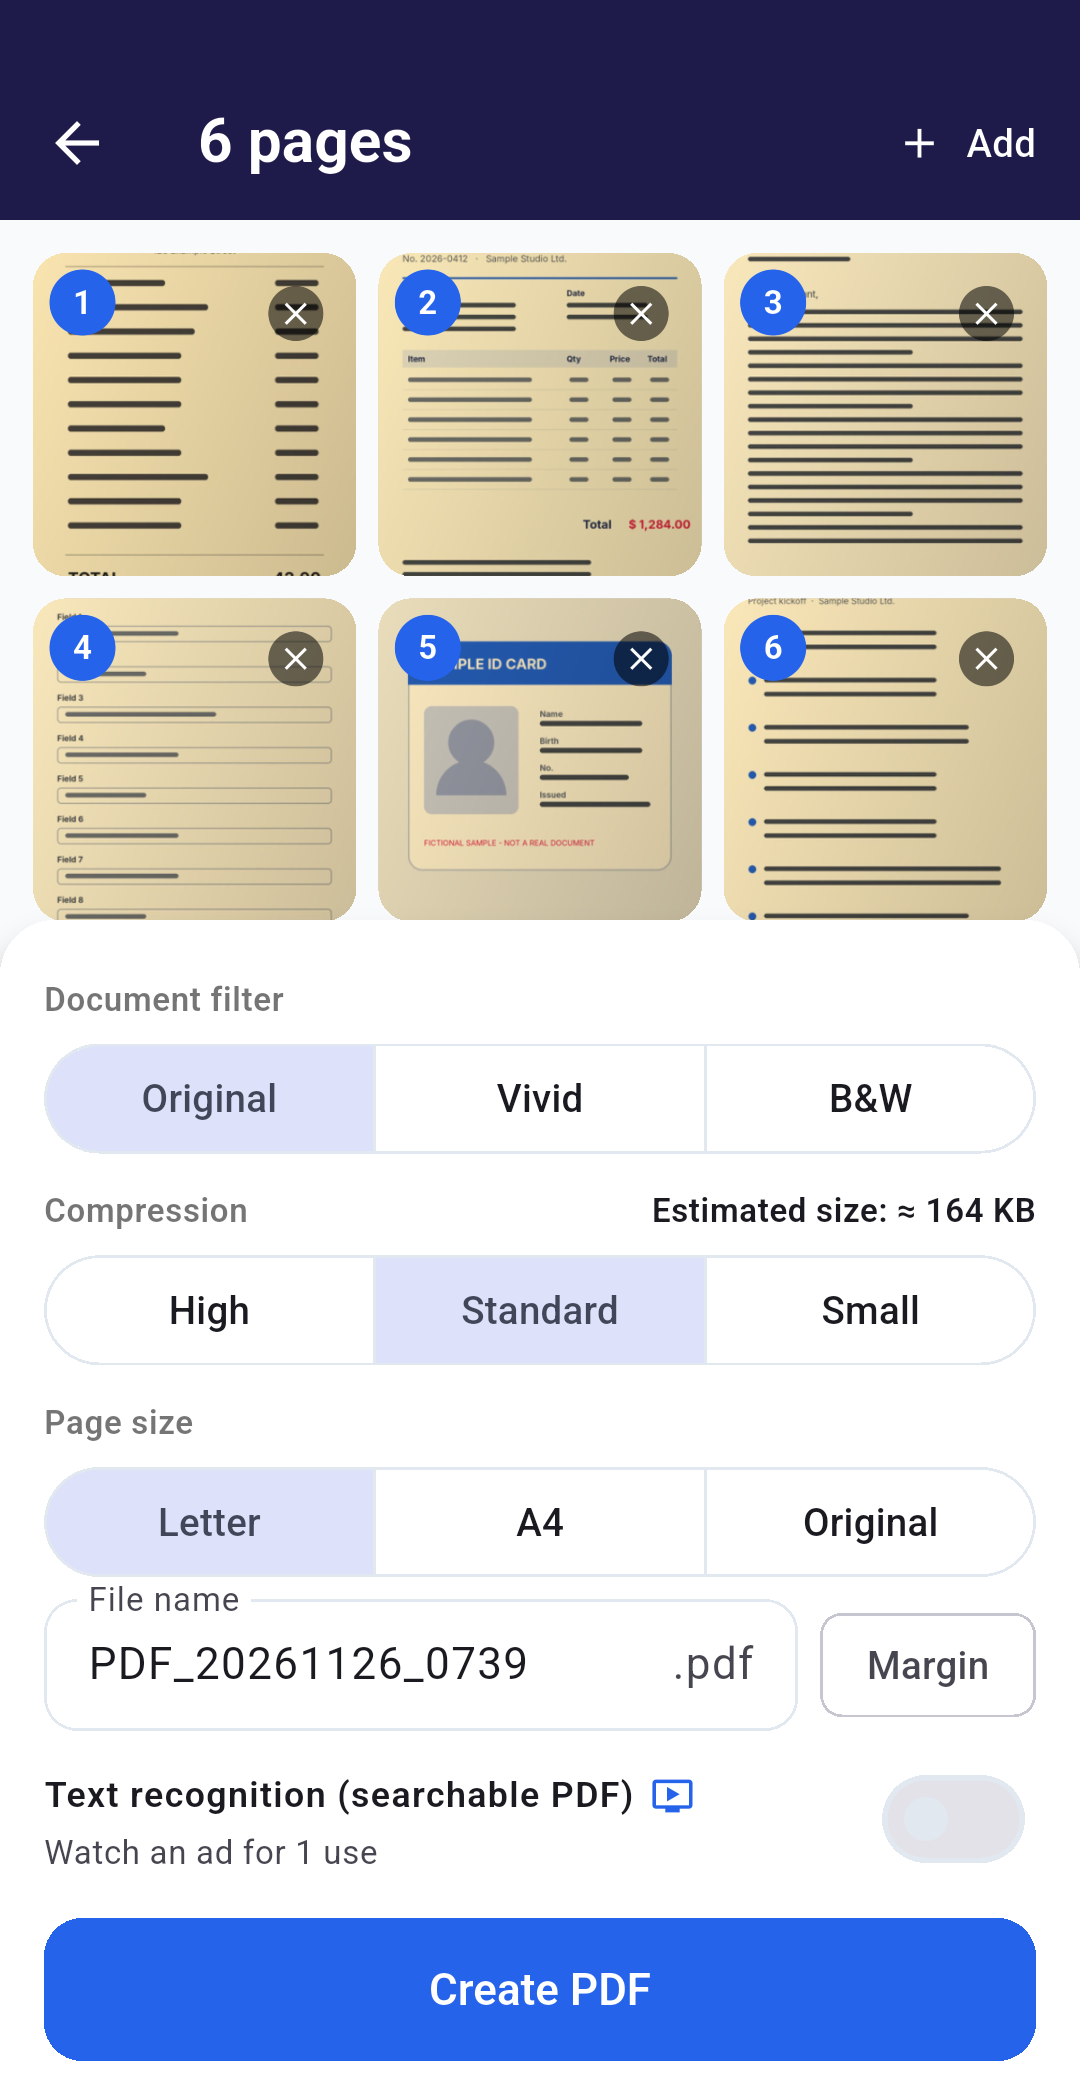 6 pages
+ Add
1
TOTAL 42.00
2
No. 2026-0412 · Sample Studio Ltd.
Date
Item Qty Price Total
Total $ 1,284.00
3
4
Field 3
Field 4
Field 5
Field 6
Field 7
Field 8
5
ID CARD
Name
Birth
No.
Issued
FICTIONAL SAMPLE - NOT A REAL DOCUMENT
6
Project kickoff · Sample Studio Ltd.
Document filter
Original Vivid B&W
Compression Estimated size: ≈ 164 KB
High Standard Small
Page size
Letter A4 Original
File name
PDF_20261126_0739 .pdf
Margin
Text recognition (searchable PDF)
Watch an ad for 1 use
Create PDF